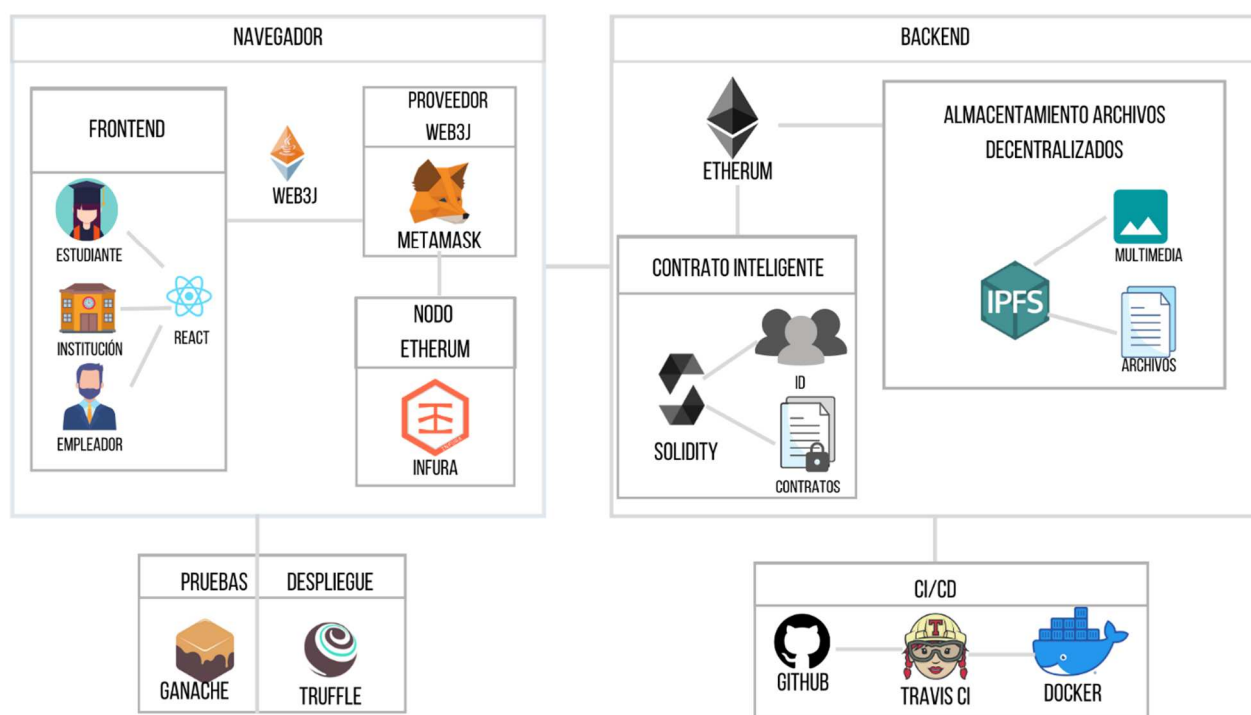 NAVEGADOR
FRONTEND
ESTUDIANTE
INSTITUCIÓN
EMPLEADOR
REACT
WEB3J
PROVEEDOR
WEB3J
METAMASK
NODO
ETHERUM
INFURA
BACKEND
ETHERUM
ALMACENTAMIENTO ARCHIVOS
DECENTRALIZADOS
IPFS
MULTIMEDIA
ARCHIVOS
CONTRATO INTELIGENTE
SOLIDITY
ID
CONTRATOS
PRUEBAS
DESPLIEGUE
GANACHE
TRUFFLE
CI/CD
GITHUB
T
TRAVIS CI
DOCKER